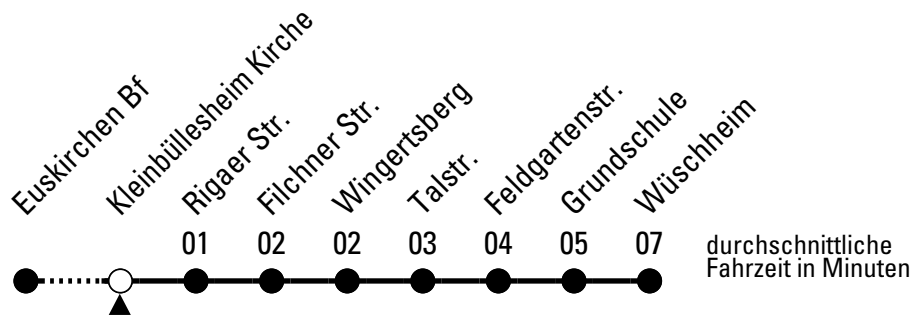 Euskirchen Bf
Kleinbüllesheim Kirche
Rigaer Str.
Filchner Str.
Wingertsberg
Talstr.
Feldgartenstr.
Grundschule
Wüschheim
01 02 02 03 04 05 07
durchschnittliche
Fahrzeit in Minuten